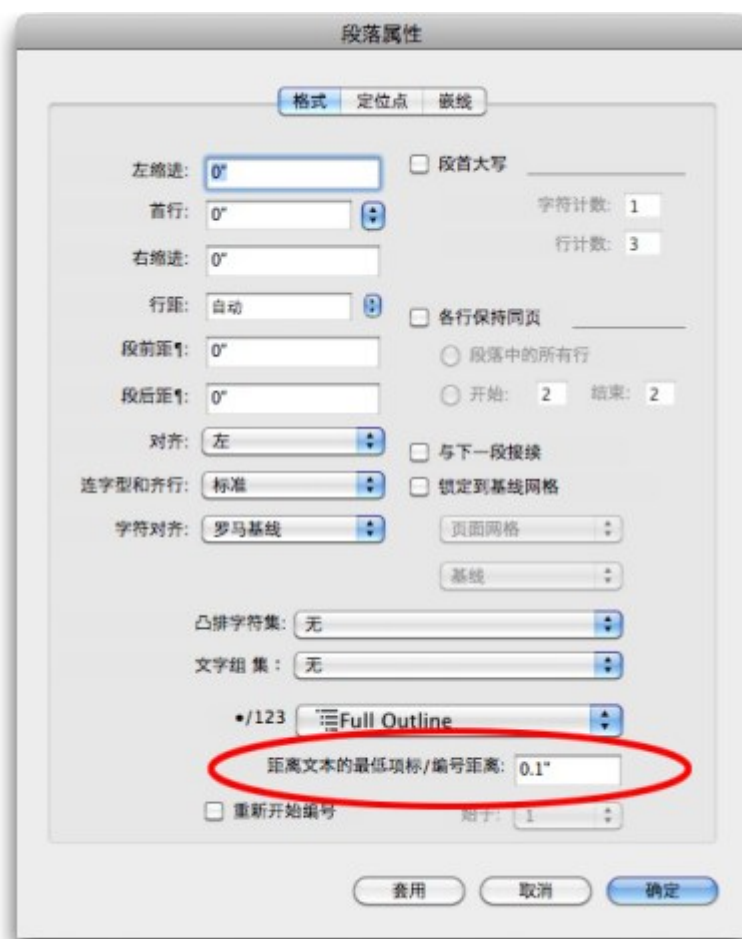 段落属性
格式 定位点 嵌线
左缩进: 0"
段首大写
首行: 0"
字符计数: 1
行计数: 3
右缩进: 0"
行距: 自动
各行保持同页
段前距¶: 0"
段落中的所有行
段后距¶: 0"
开始: 2 结束: 2
对齐: 左
与下一段接续
连字型和齐行: 标准
锁定到基线网格
字符对齐: 罗马基线
页面网格
基线
凸排字符集: 无
文字组 集: 无
•/123 Full Outline
距离文本的最低项标/编号距离: 0.1"
重新开始编号 始于: 1
套用 取消 确定